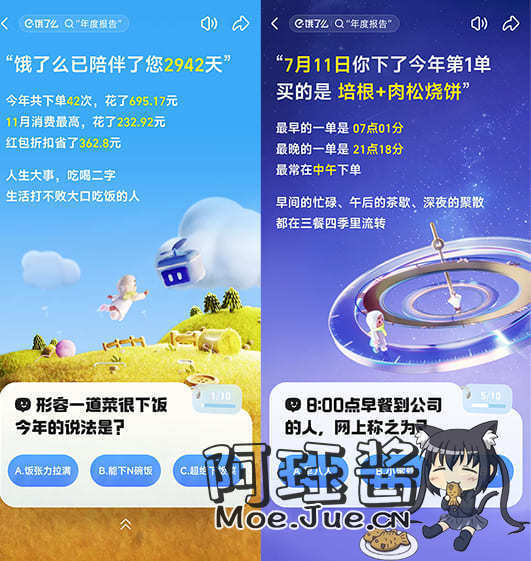 饿了么 "年度报告"
"饿了么已陪伴了您2942天"
今年共下单42次，花了695.17元
11月消费最高，花了232.92元
红包折扣省了362.8元
人生大事，吃喝二字
生活打不败大口吃饭的人
1/10
形容一道菜很下饭
今年的说法是？
A.饭张力拉满
B.能下N碗饭
C.超给下饭
饿了么 "年度报告"
"7月11日你下了今年第1单
买的是 培根+肉松烧饼"
最早的一单是 07点01分
最晚的一单是 21点18分
最常在中午下单
早间的忙碌、午后的茶歇、深夜的聚散
都在三餐四季里流转
5/10
8:00点早餐到公司
的人，网上称之为？
阿球酱
Moe.Jue.cn